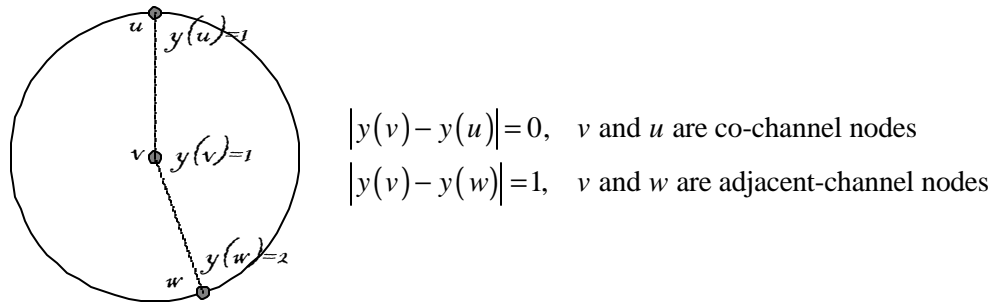 u
y(u)=1
v
y(v)=1
y(w)=2
w
|y(v)−y(u)|=0, v and u are co-channel nodes
|y(v)−y(w)|=1, v and w are adjacent-channel nodes